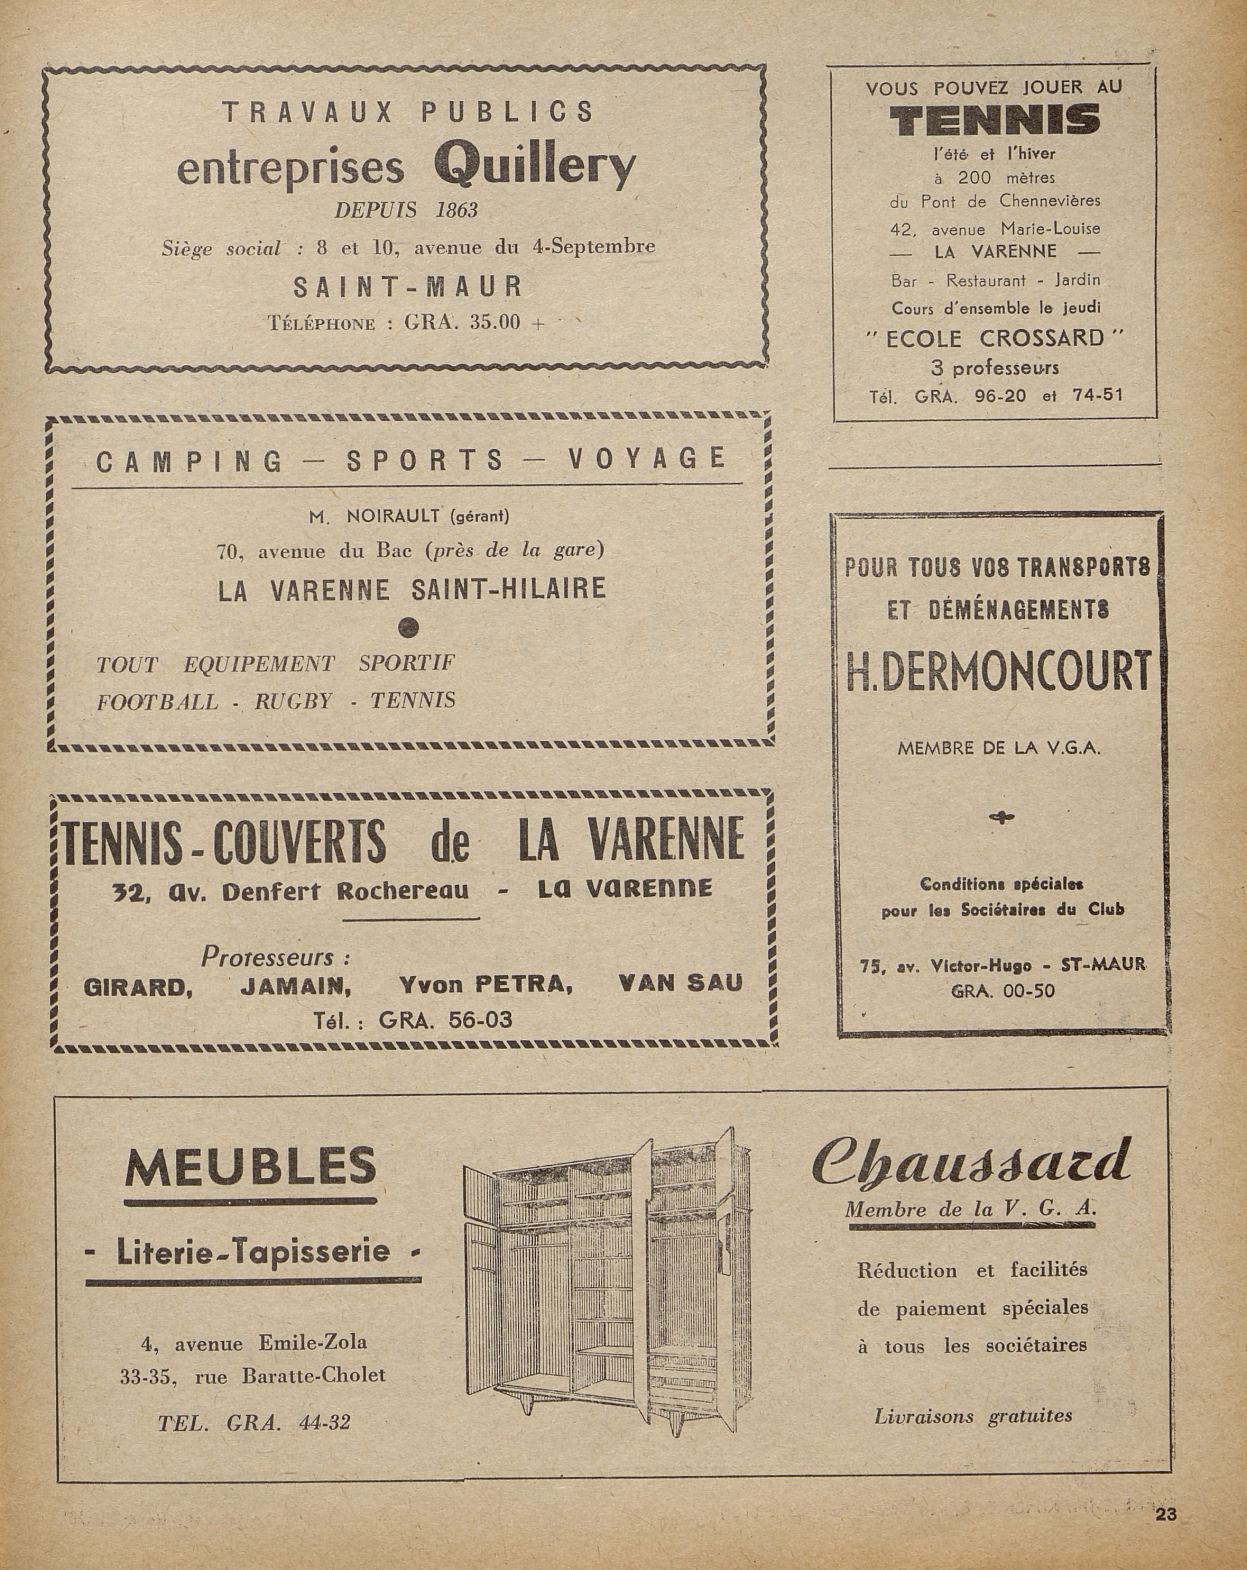 TRAVAUX PUBLICS
entreprises Quillery
DEPUIS 1863
Siège social : 8 et 10, avenue du 4-Septembre
SAINT-MAUR
TÉLÉPHONE : GRA. 35.00 +
VOUS POUVEZ JOUER AU
TENNIS
l'été et l'hiver
à 200 mètres
du Pont de Chennevières
42, avenue Marie-Louise
— LA VARENNE —
Bar - Restaurant - Jardin
Cours d'ensemble le jeudi
" ECOLE CROSSARD "
3 professeurs
Tél. GRA. 96-20 et 74-51
CAMPING — SPORTS — VOYAGE
M. NOIRAULT (gérant)
70, avenue du Bac (près de la gare)
LA VARENNE SAINT-HILAIRE
TOUT EQUIPEMENT SPORTIF
FOOTBALL - RUGBY - TENNIS
POUR TOUS VOS TRANSPORTS
ET DÉMÉNAGEMENTS
H. DERMONCOURT
MEMBRE DE LA V.G.A.
Conditions spéciales
pour les Sociétaires du Club
75, av. Victor-Hugo - ST-MAUR
GRA. 00-50
TENNIS-COUVERTS de LA VARENNE
32, av. Denfert Rochereau - La VARENNE
Professeurs :
GIRARD, JAMAIN, Yvon PETRA, VAN SAU
Tél. : GRA. 56-03
MEUBLES
- Literie-Tapisserie -
4, avenue Emile-Zola
33-35, rue Baratte-Cholet
TEL. GRA. 44-32
Chaussard
Membre de la V. G. A.
Réduction et facilités
de paiement spéciales
à tous les sociétaires
Livraisons gratuites
23